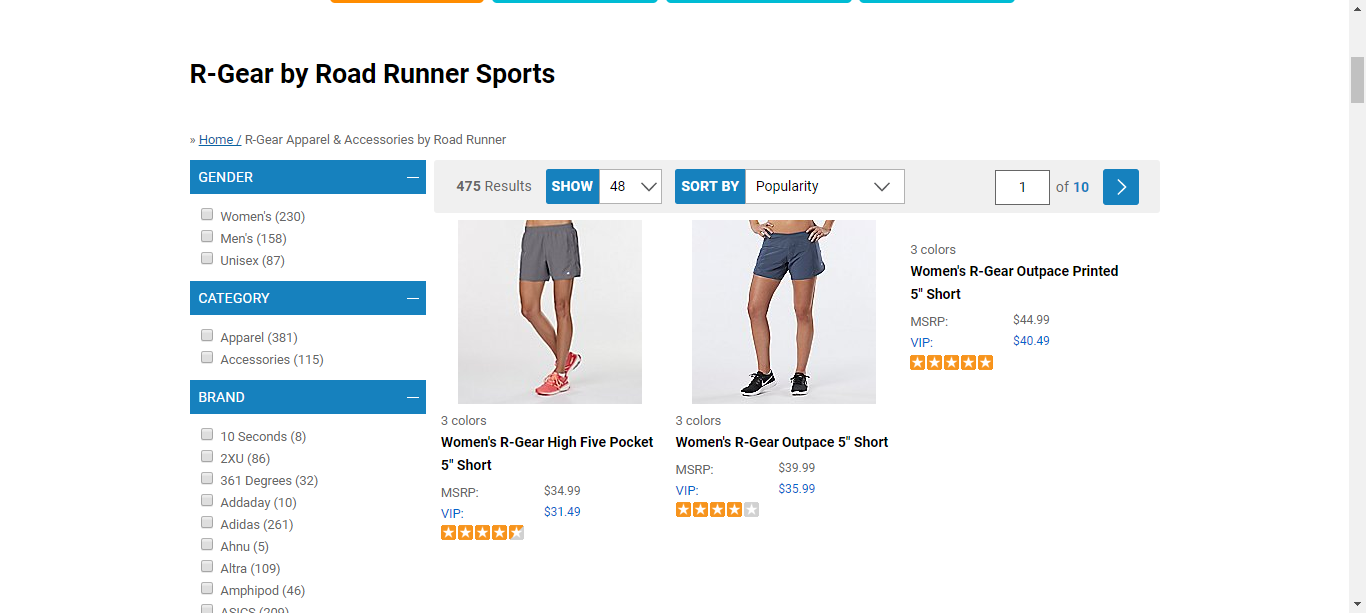 R-Gear by Road Runner Sports
» Home / R-Gear Apparel & Accessories by Road Runner
GENDER
Women's (230)
Men's (158)
Unisex (87)
CATEGORY
Apparel (381)
Accessories (115)
BRAND
10 Seconds (8)
2XU (86)
361 Degrees (32)
Addaday (10)
Adidas (261)
Ahnu (5)
Altra (109)
Amphipod (46)
ASICS (209)
475 Results SHOW 48 SORT BY Popularity 1 of 10
3 colors
Women's R-Gear High Five Pocket
5" Short
MSRP: $34.99
VIP: $31.49
3 colors
Women's R-Gear Outpace 5" Short
MSRP: $39.99
VIP: $35.99
3 colors
Women's R-Gear Outpace Printed
5" Short
MSRP: $44.99
VIP: $40.49